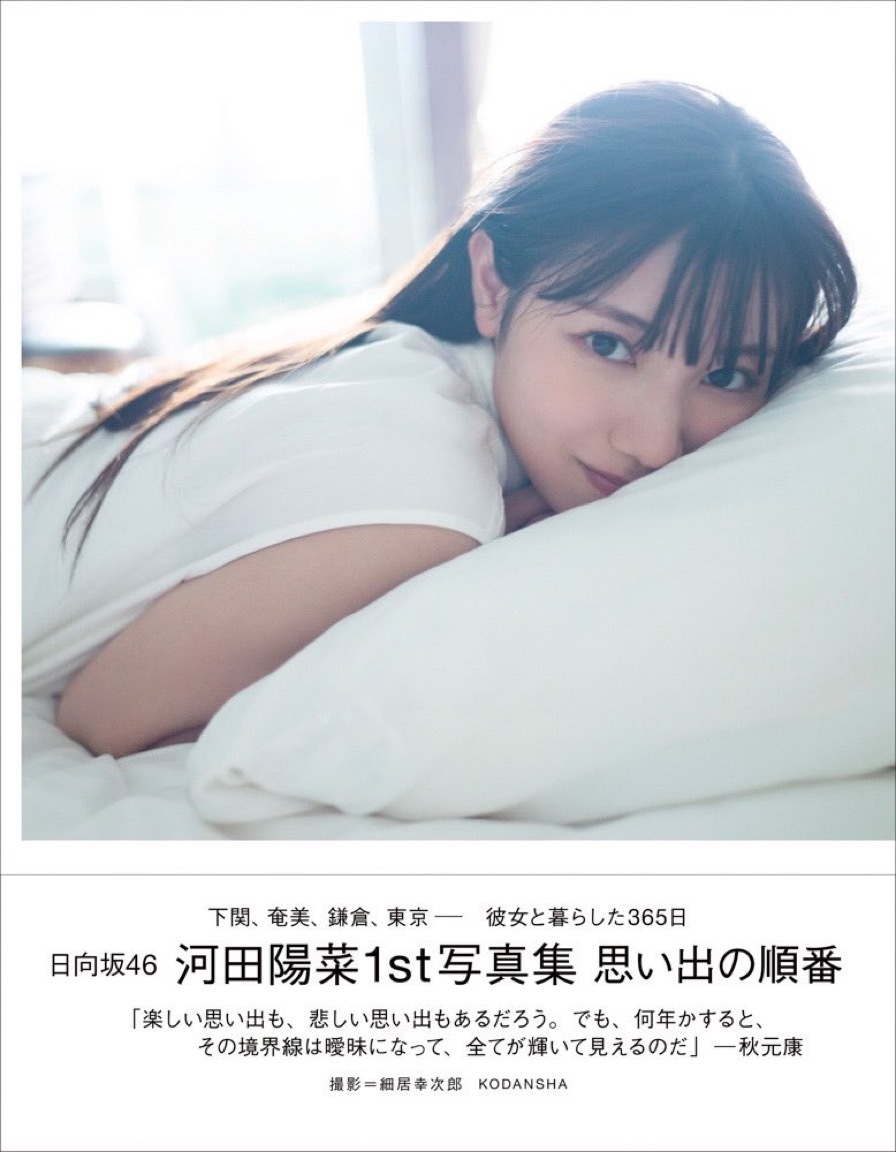 下関、奄美、鎌倉、東京―― 彼女と暮らした365日
日向坂46 河田陽菜1st写真集 思い出の順番
「楽しい思い出も、悲しい思い出もあるだろう。でも、何年かすると、
その境界線は曖昧になって、全てが輝いて見えるのだ」―秋元康
撮影＝細居幸次郎 KODANSHA